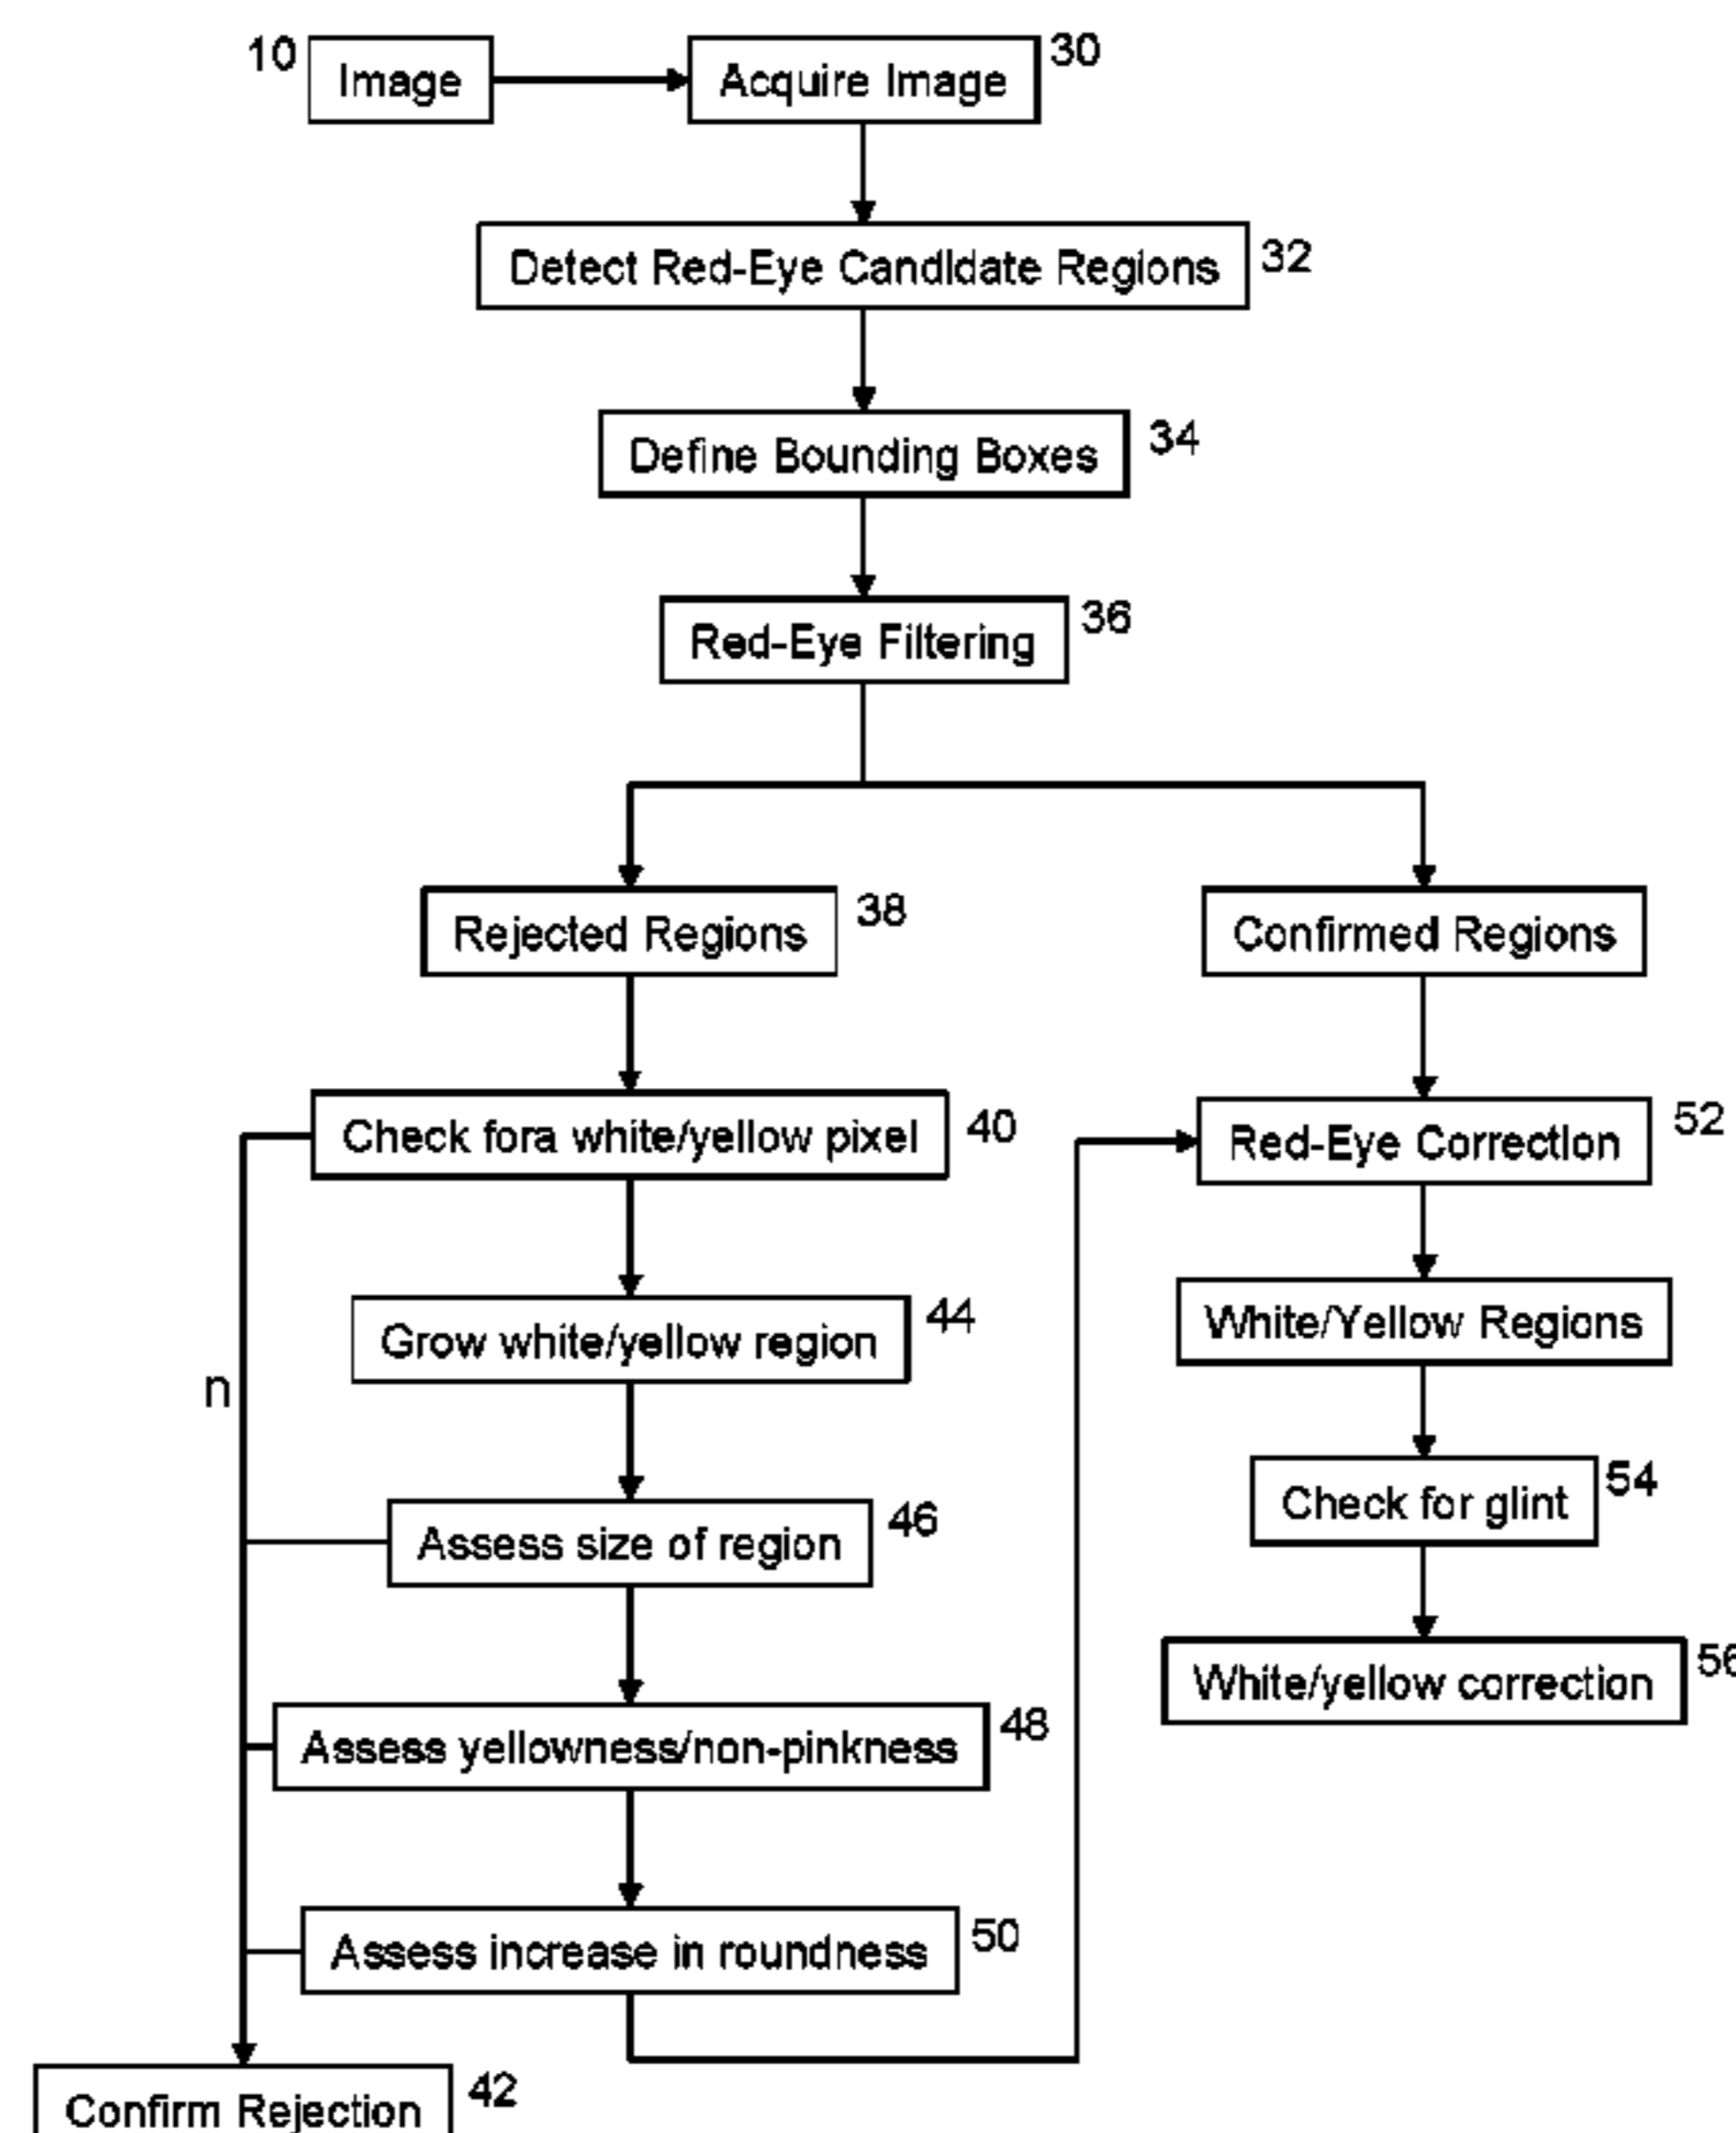 10
Image
Acquire Image
30
Detect Red-Eye Candidate Regions
32
Define Bounding Boxes
34
Red-Eye Filtering
36
Rejected Regions
38
Confirmed Regions
Check fora white/yellow pixel
40
Red-Eye Correction
52
Grow white/yellow region
44
White/Yellow Regions
n
Assess size of region
46
Check for glint
54
Assess yellowness/non-pinkness
48
White/yellow correction
56
Assess increase in roundness
50
Confirm Rejection
42